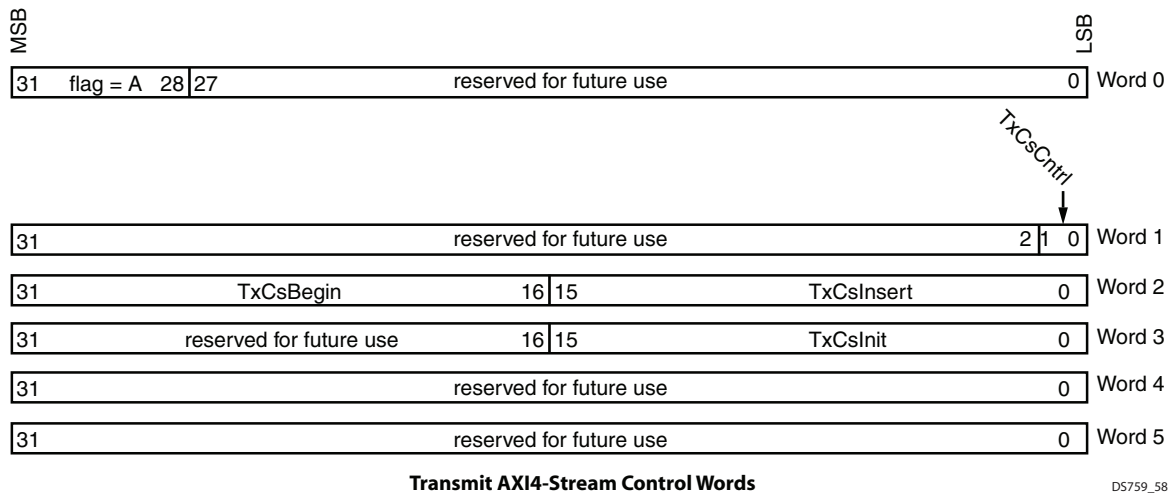 MSB LSB
31 flag = A 28 27 reserved for future use 0 Word 0
TxCsCntrl
31 reserved for future use 2 1 0 Word 1
31 TxCsBegin 16 15 TxCsInsert 0 Word 2
31 reserved for future use 16 15 TxCsInit 0 Word 3
31 reserved for future use 0 Word 4
31 reserved for future use 0 Word 5
Transmit AXI4-Stream Control Words
DS759_58